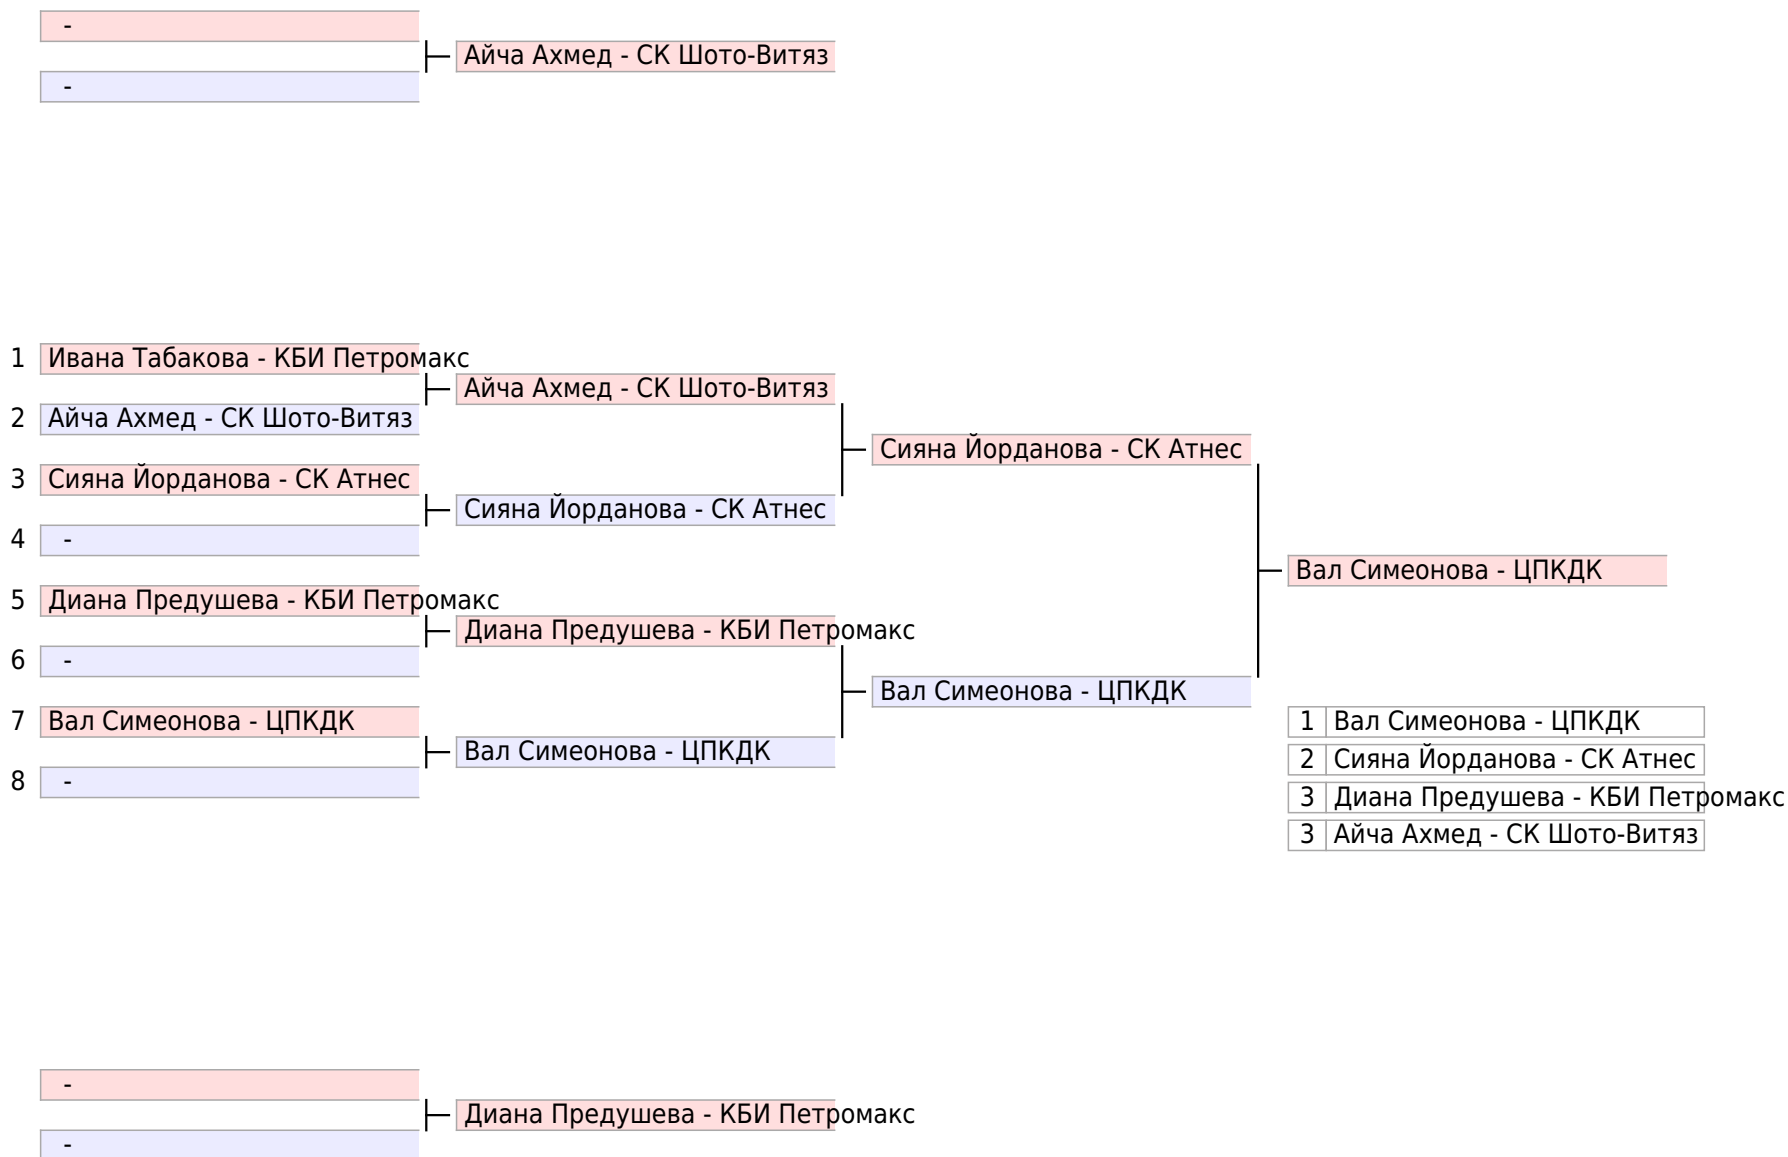 -
Айча Ахмед - СК Шото-Витяз
-
1 Ивана Табакова - КБИ Петромакс
Айча Ахмед - СК Шото-Витяз
2 Айча Ахмед - СК Шото-Витяз
Сияна Йорданова - СК Атнес
3 Сияна Йорданова - СК Атнес
Сияна Йорданова - СК Атнес
4 -
Вал Симеонова - ЦПКДК
5 Диана Предушева - КБИ Петромакс
Диана Предушева - КБИ Петромакс
6 -
Вал Симеонова - ЦПКДК
7 Вал Симеонова - ЦПКДК
Вал Симеонова - ЦПКДК
8 -
1 Вал Симеонова - ЦПКДК
2 Сияна Йорданова - СК Атнес
3 Диана Предушева - КБИ Петромакс
3 Айча Ахмед - СК Шото-Витяз
-
Диана Предушева - КБИ Петромакс
-